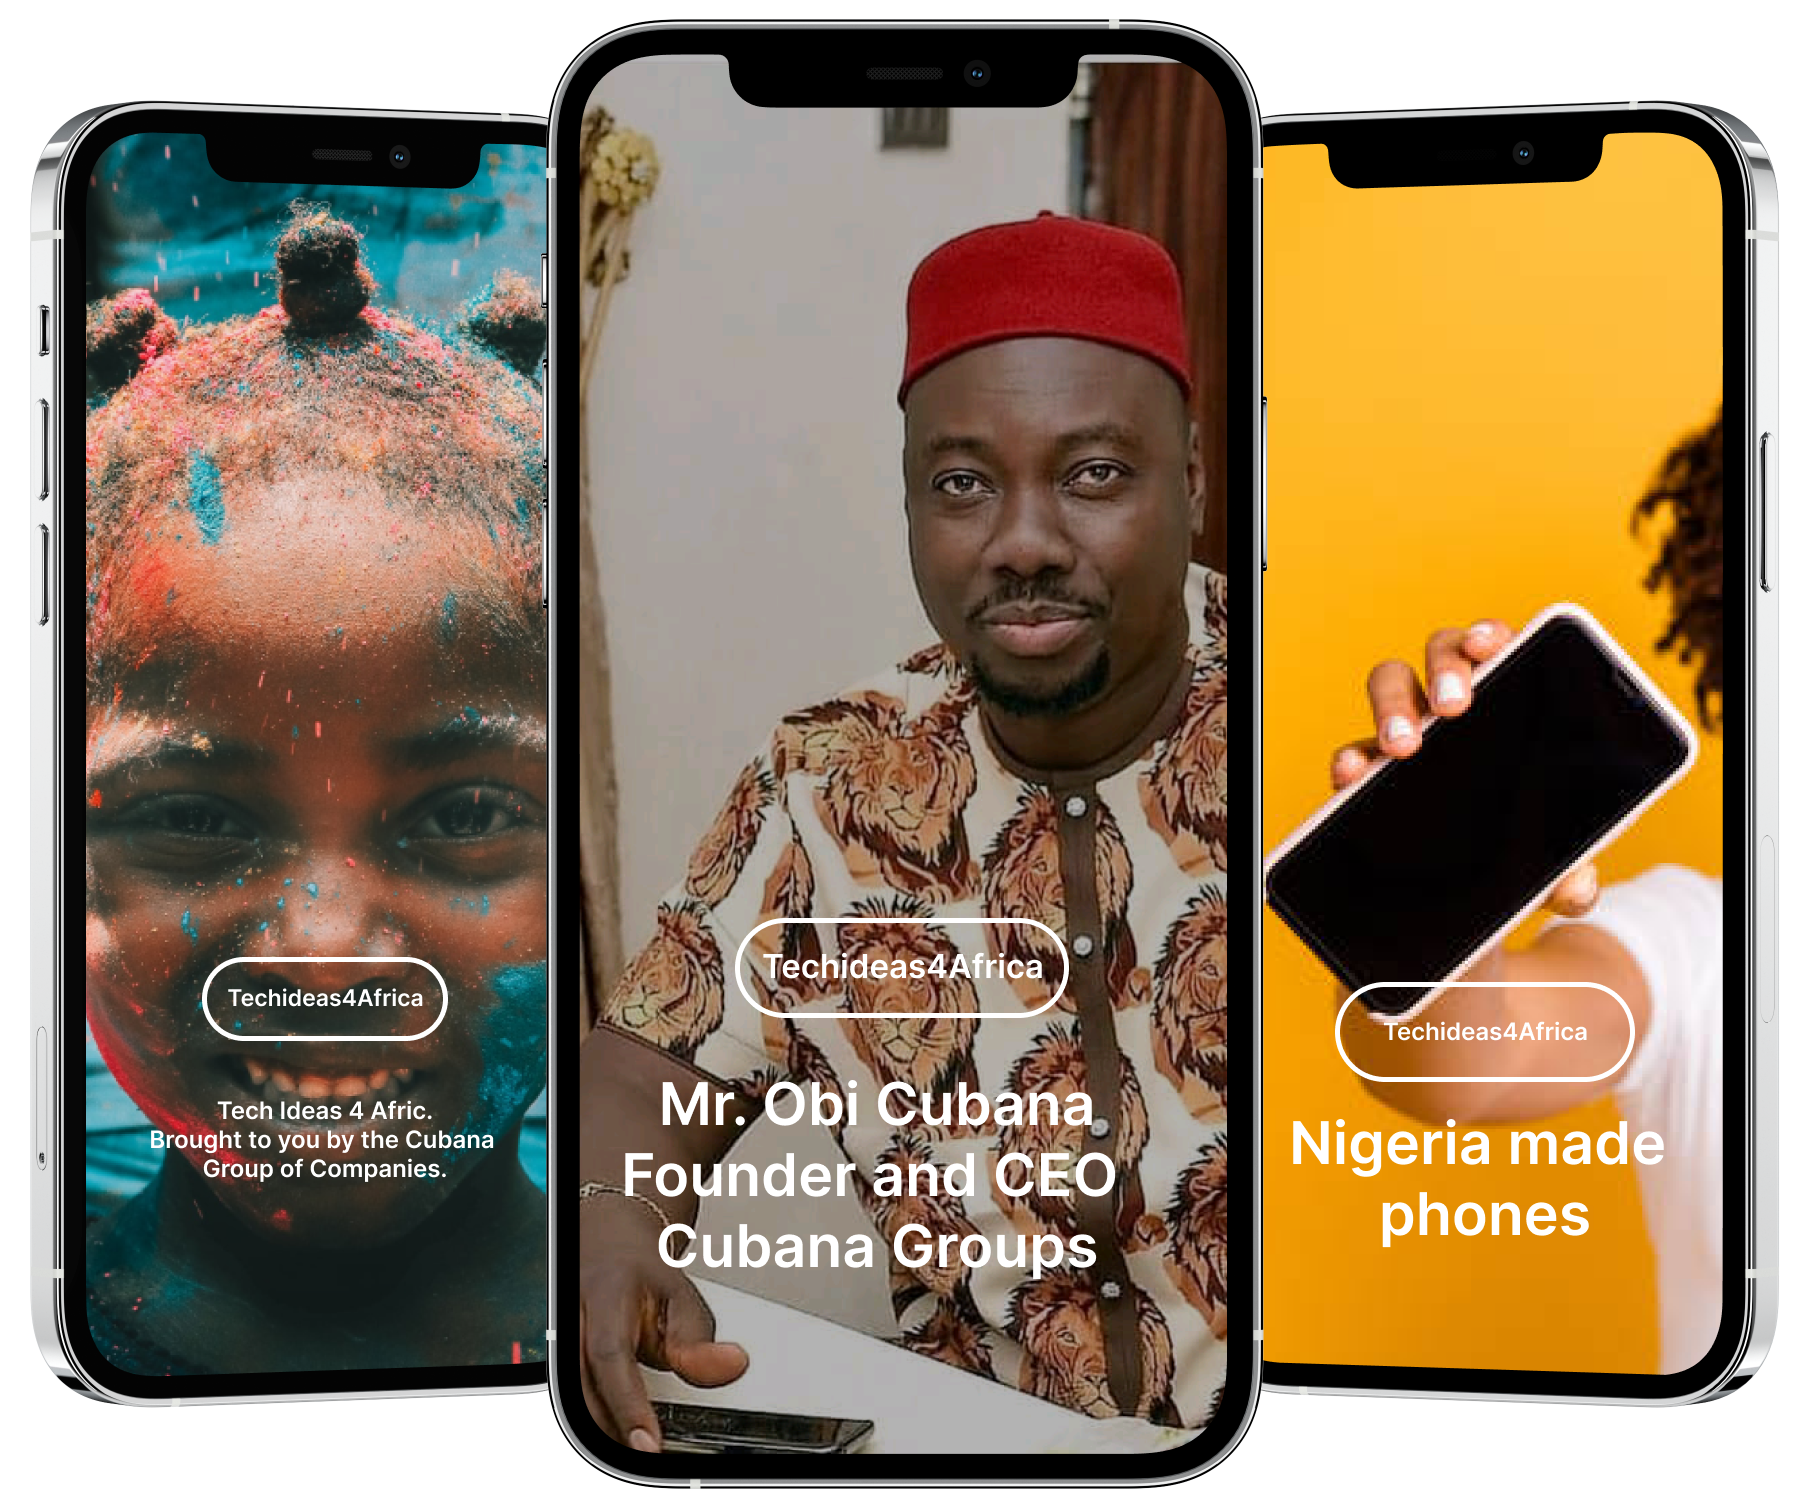 Techideas4Africa
Tech Ideas 4 Afric.
Brought to you by the Cubana
Group of Companies.
Techideas4Africa
Mr. Obi Cubana
Founder and CEO
Cubana Groups
Techideas4Africa
Nigeria made
phones